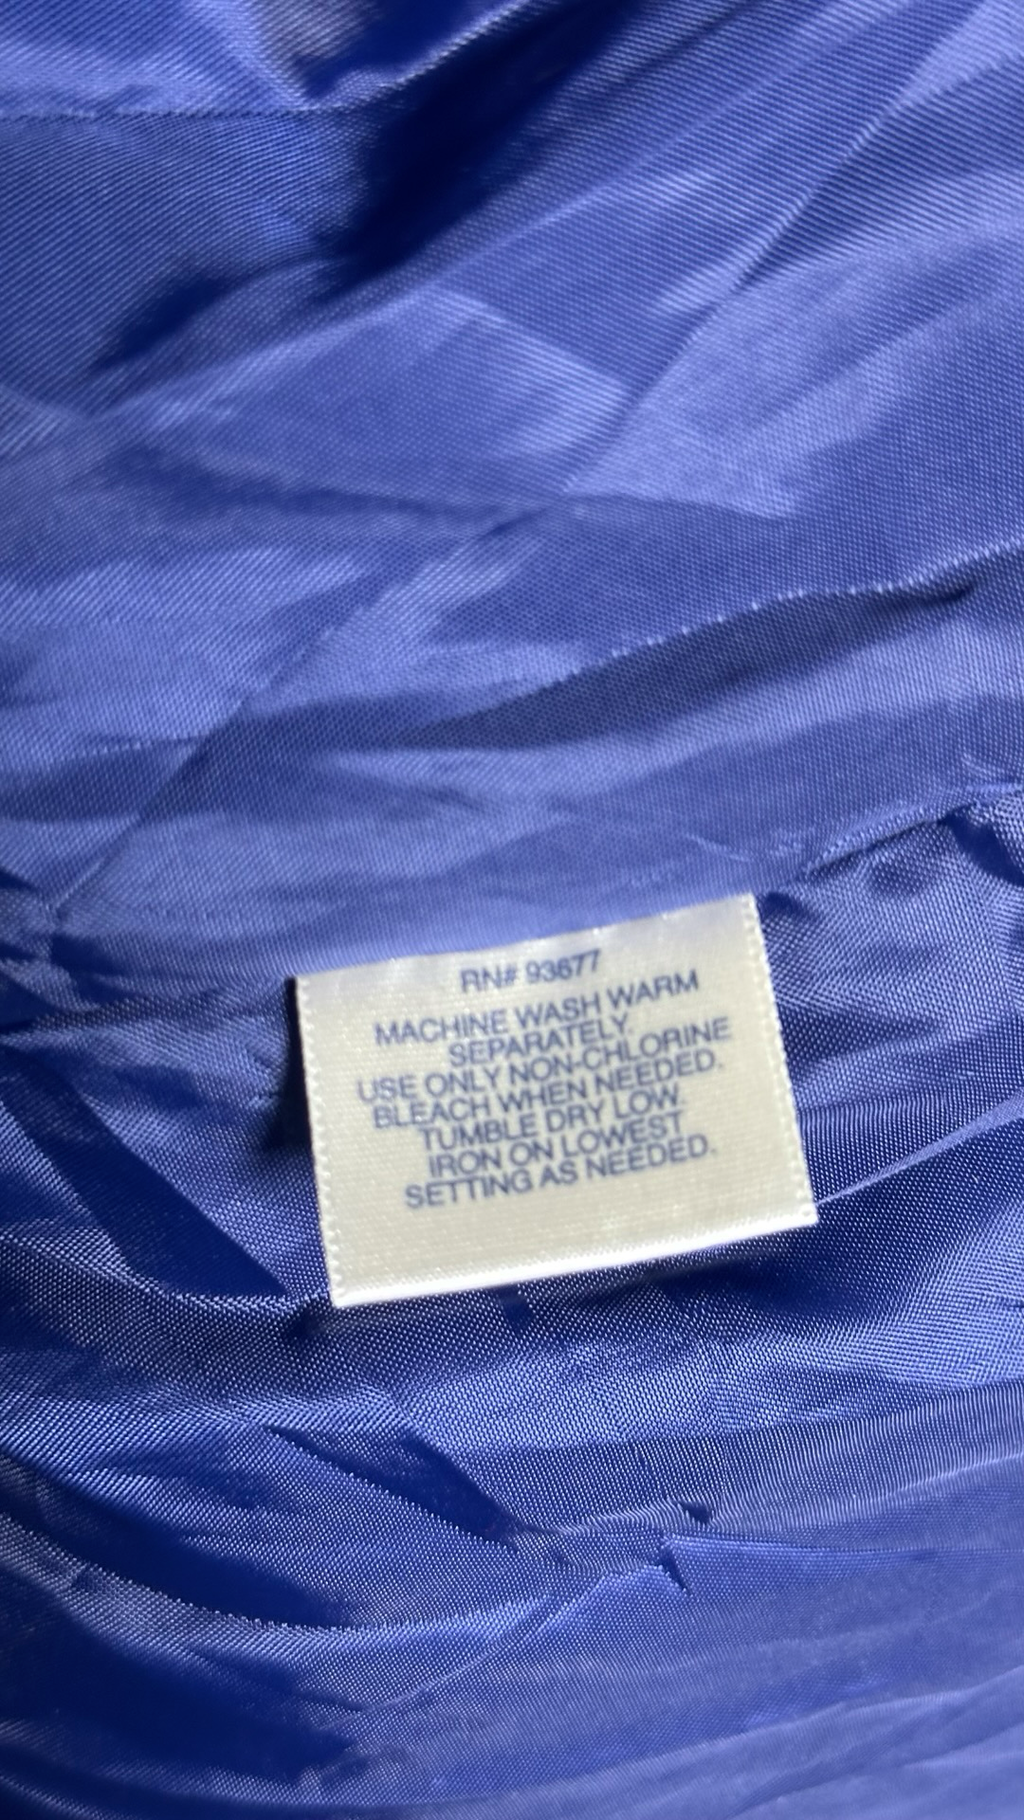 RN# 93677
MACHINE WASH WARM
SEPARATELY.
USE ONLY NON-CHLORINE
BLEACH WHEN NEEDED.
TUMBLE DRY LOW.
IRON ON LOWEST
SETTING AS NEEDED.